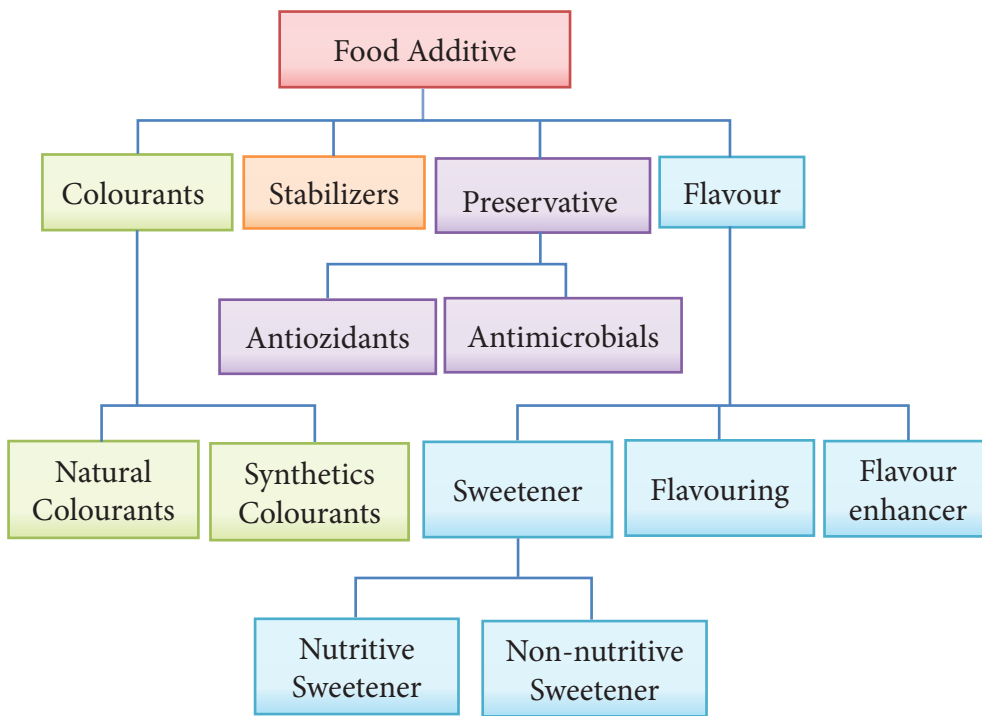 Food Additive
Colourants
Stabilizers
Preservative
Flavour
Antiozidants
Antimicrobials
Natural
Colourants
Synthetics
Colourants
Sweetener
Flavouring
Flavour
enhancer
Nutritive
Sweetener
Non-nutritive
Sweetener